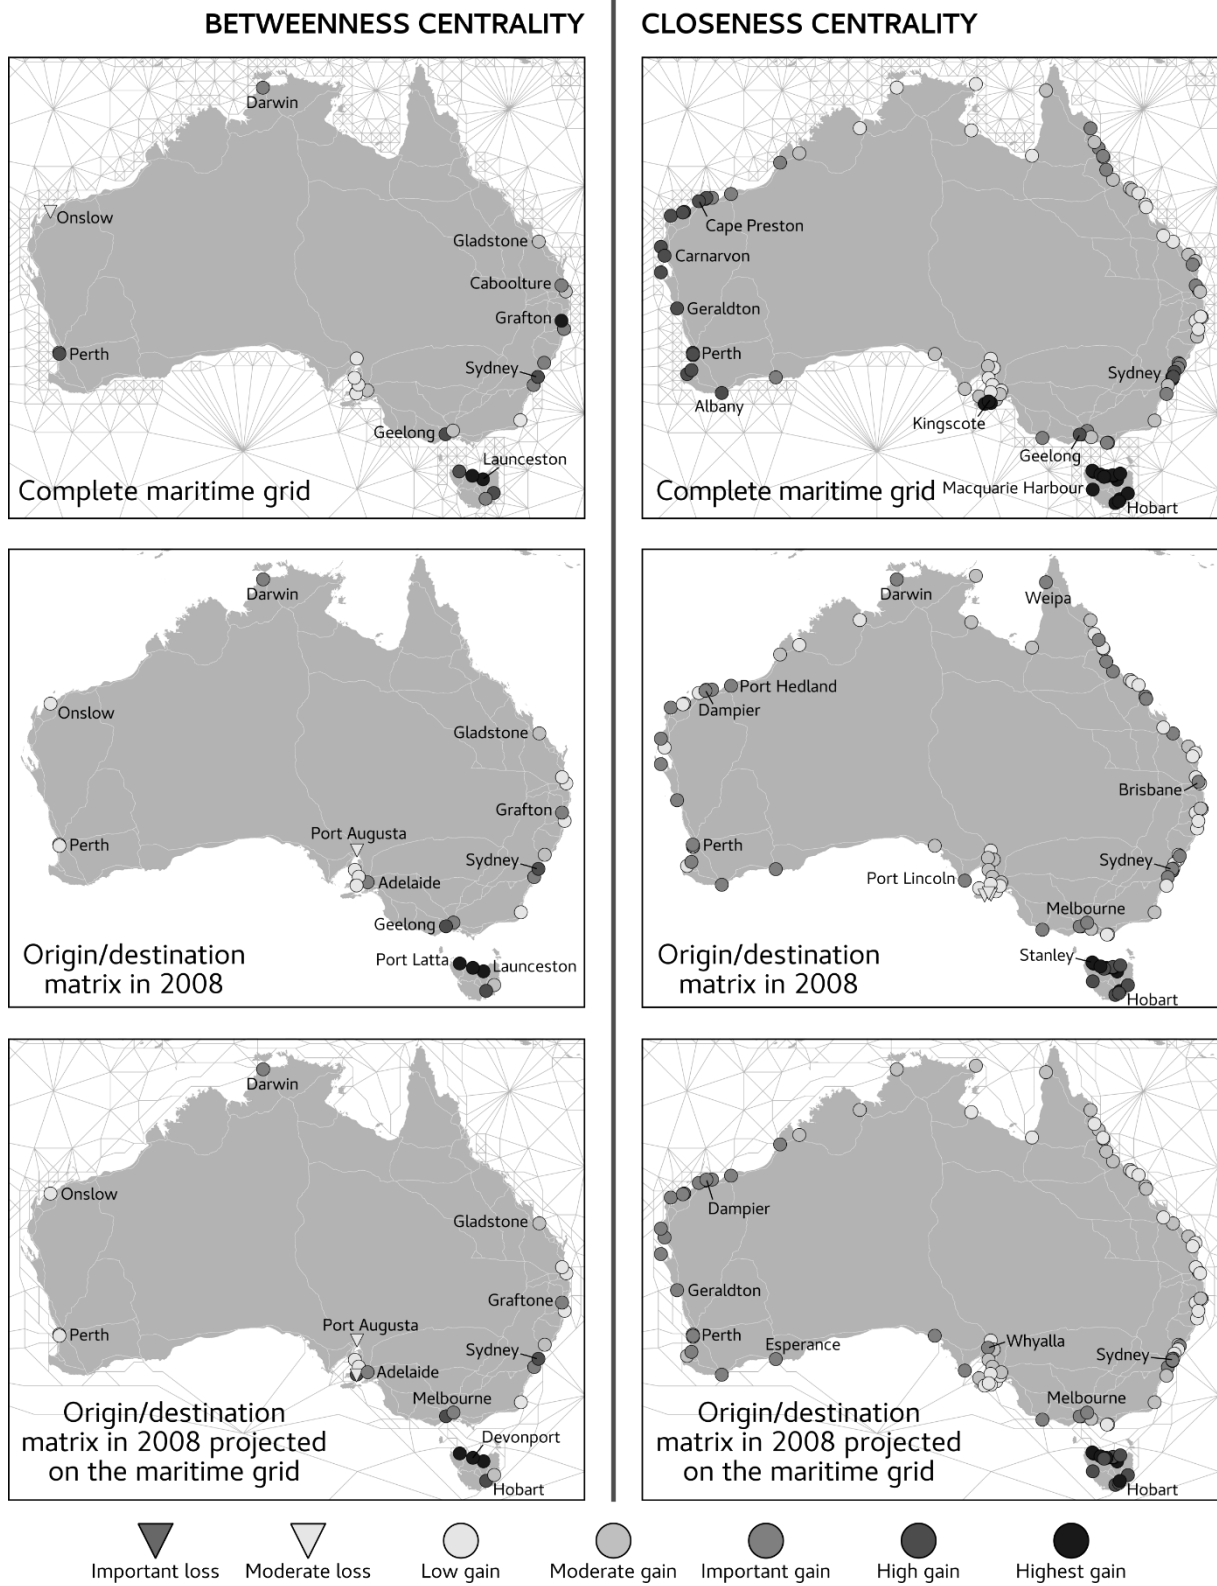 BETWEENNESS CENTRALITY
CLOSENESS CENTRALITY
Darwin
Onslow
Gladstone
Caboolture
Grafton
Perth
Sydney
Geelong
Launceston
Complete maritime grid
Cape Preston
Carnarvon
Geraldton
Perth
Sydney
Albany
Kingscote
Geelong
Macquarie Harbour
Complete maritime grid
Hobart
Darwin
Onslow
Gladstone
Grafton
Port Augusta
Perth
Sydney
Adelaide
Geelong
Port Latta
Launceston
Origin/destination
matrix in 2008
Darwin
Weipa
Port Hedland
Dampier
Brisbane
Perth
Sydney
Port Lincoln
Melbourne
Stanley
Origin/destination
matrix in 2008
Hobart
Darwin
Onslow
Gladstone
Graftone
Port Augusta
Perth
Sydney
Adelaide
Melbourne
Devonport
Origin/destination
matrix in 2008 projected
on the maritime grid
Hobart
Dampier
Geraldton
Perth
Esperance
Whyalla
Sydney
Melbourne
Origin/destination
matrix in 2008 projected
on the maritime grid
Hobart
Important loss
Moderate loss
Low gain
Moderate gain
Important gain
High gain
Highest gain